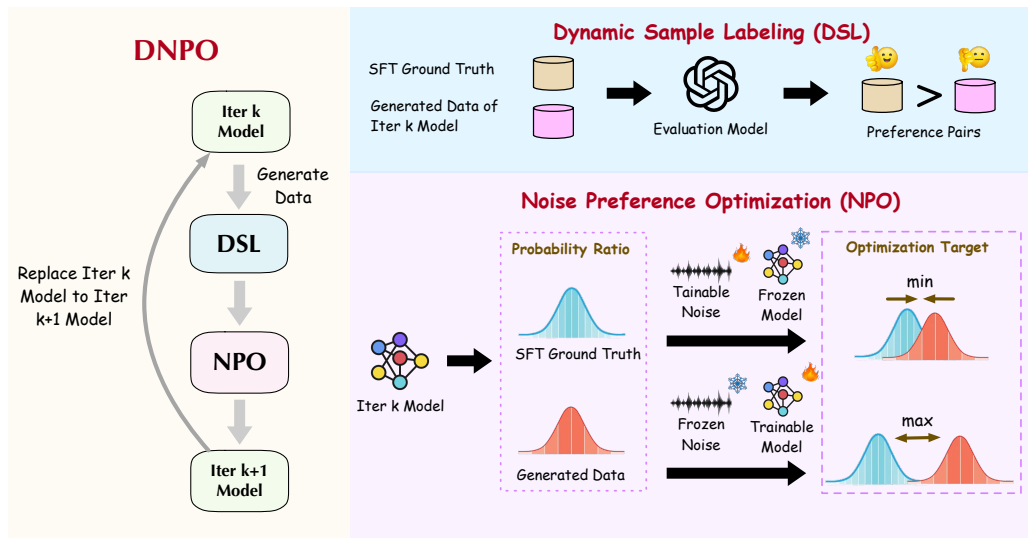 DNPO
Iter k
Model
Generate
Data
DSL
Replace Iter k
Model to Iter
k+1 Model
NPO
Iter k+1
Model
Dynamic Sample Labeling (DSL)
SFT Ground Truth
Generated Data of
Iter k Model
Evaluation Model
>
Preference Pairs
Noise Preference Optimization (NPO)
Probability Ratio
SFT Ground Truth
Generated Data
Iter k Model
Tainable
Noise
Frozen
Model
Frozen
Noise
Trainable
Model
Optimization Target
min
max